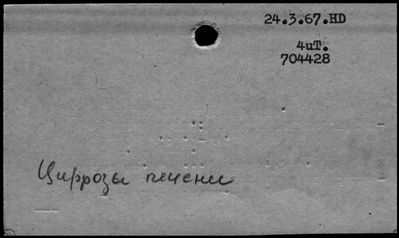 24.3.67.HD
4uT.
704428
Циррозы печени